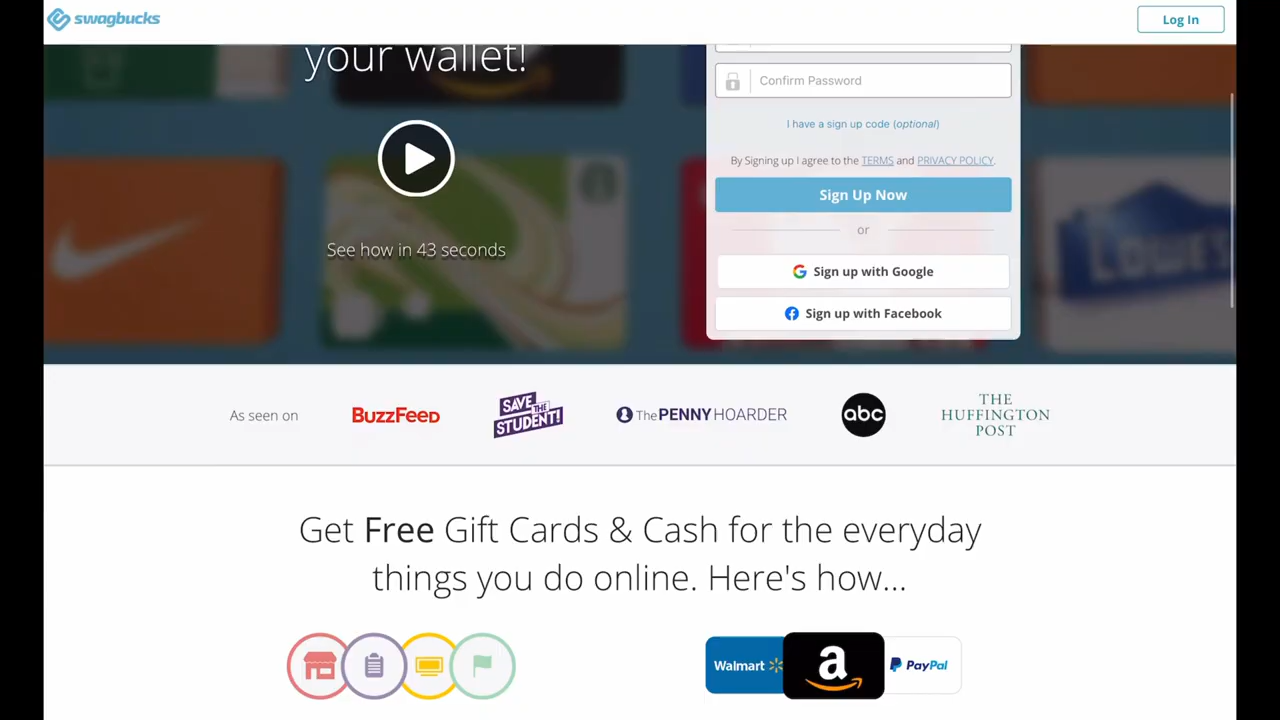 swagbucks
Log In
your wallet!
See how in 43 seconds
Confirm Password
I have a sign up code (optional)
By Signing up I agree to the TERMS and PRIVACY POLICY.
Sign Up Now
or
Sign up with Google
Sign up with Facebook
LOWE'S
As seen on
BuzzFeed
SAVE THE STUDENT!
The PENNY HOARDER
abc
THE HUFFINGTON POST
Get Free Gift Cards & Cash for the everyday
things you do online. Here's how...
Walmart
a
PayPal